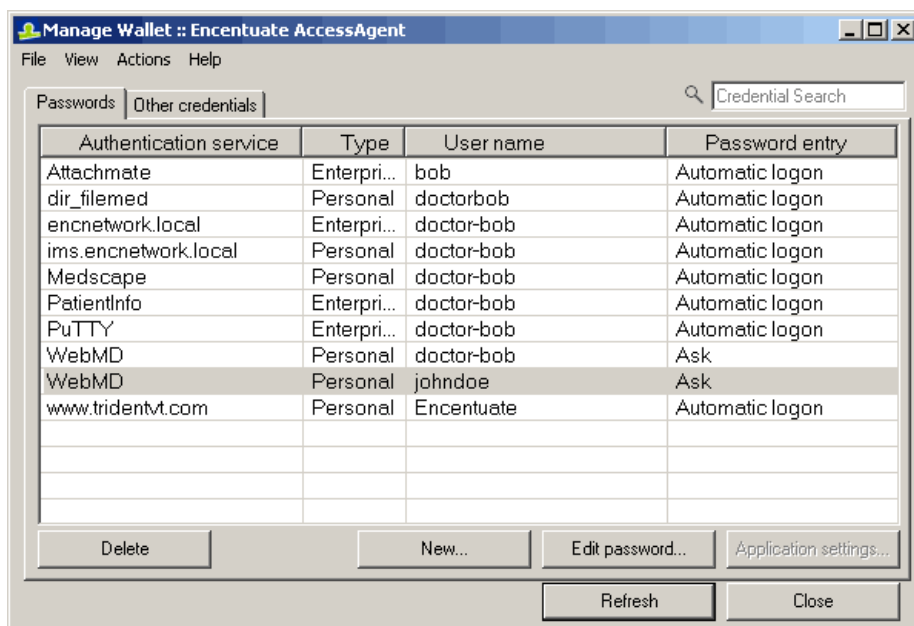 Manage Wallet :: Encentuate AccessAgent
File View Actions Help
Passwords Other credentials Credential Search
Authentication service Type User name Password entry
Attachmate Enterpri... bob Automatic logon
dir_filemed Personal doctorbob Automatic logon
encnetwork.local Enterpri... doctor-bob Automatic logon
ims.encnetwork.local Personal doctor-bob Automatic logon
Medscape Personal doctor-bob Automatic logon
PatientInfo Enterpri... doctor-bob Automatic logon
PuTTY Enterpri... doctor-bob Automatic logon
WebMD Personal doctor-bob Ask
WebMD Personal johndoe Ask
www.tridentvt.com Personal Encentuate Automatic logon
Delete New... Edit password... Application settings...
Refresh Close